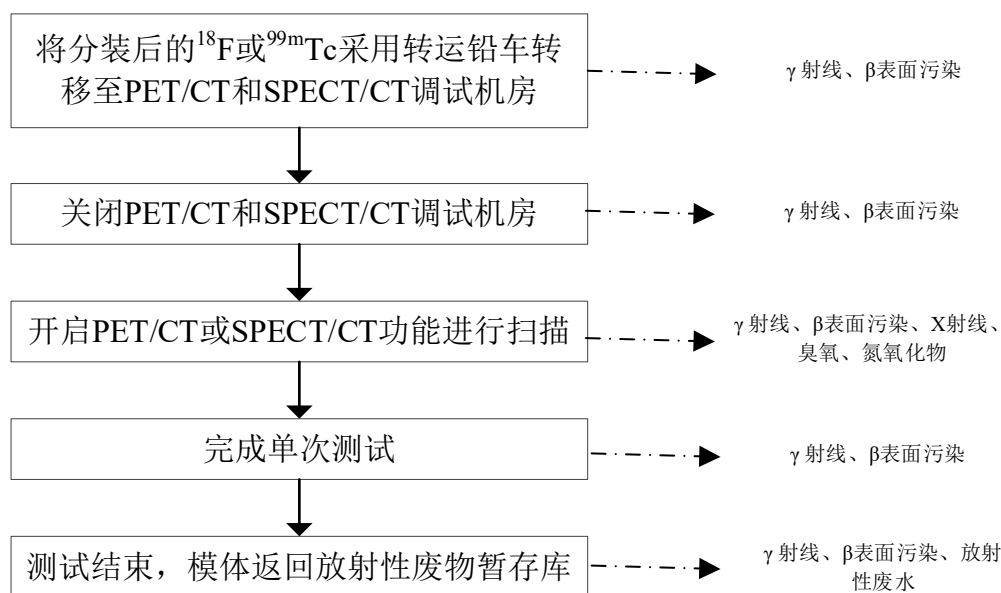 将分装后的¹⁸F或⁹⁹ᵐTc采用转运铅车转
移至PET/CT和SPECT/CT调试机房
γ 射线、β表面污染
关闭PET/CT和SPECT/CT调试机房
γ 射线、β表面污染
开启PET/CT或SPECT/CT功能进行扫描
γ 射线、β表面污染、X射线、
臭氧、氮氧化物
完成单次测试
γ 射线、β表面污染
测试结束，模体返回放射性废物暂存库
γ 射线、β表面污染、放射
性废水